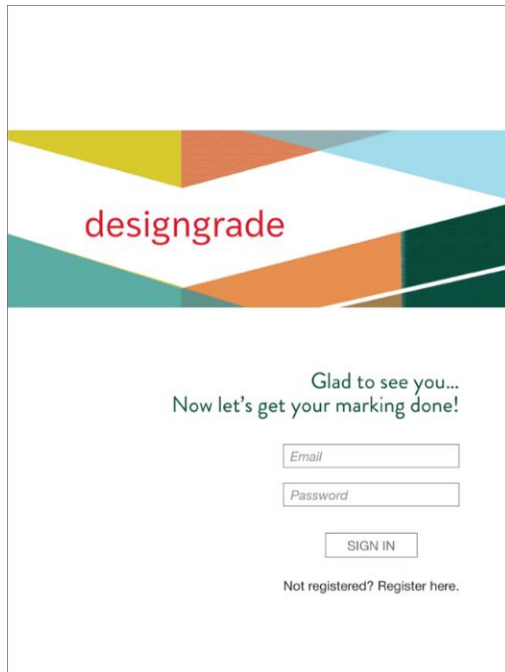 designgrade
Glad to see you...
Now let's get your marking done!
Email
Password
SIGN IN
Not registered? Register here.